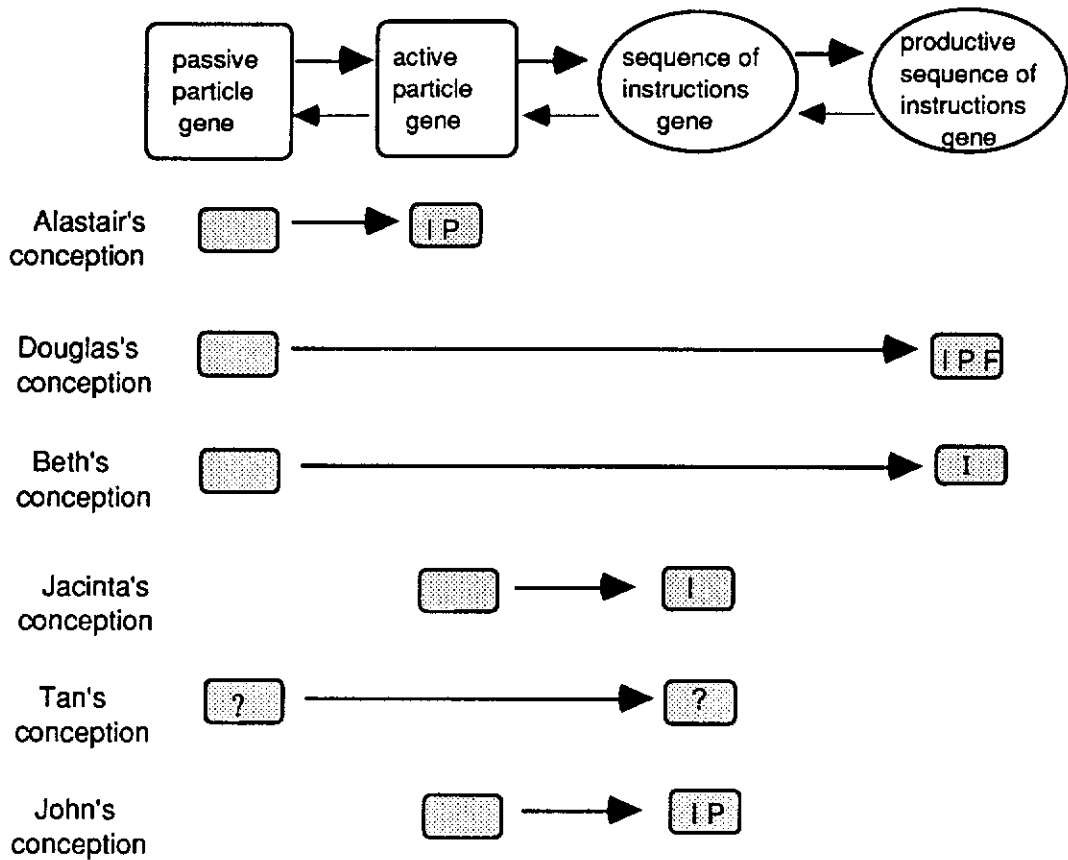 passive
particle
gene
active
particle
gene
sequence of
instructions
gene
productive
sequence of
instructions
gene
Alastair's
conception
I P
Douglas's
conception
I P F
Beth's
conception
I
Jacinta's
conception
I
Tan's
conception
?
?
John's
conception
I P